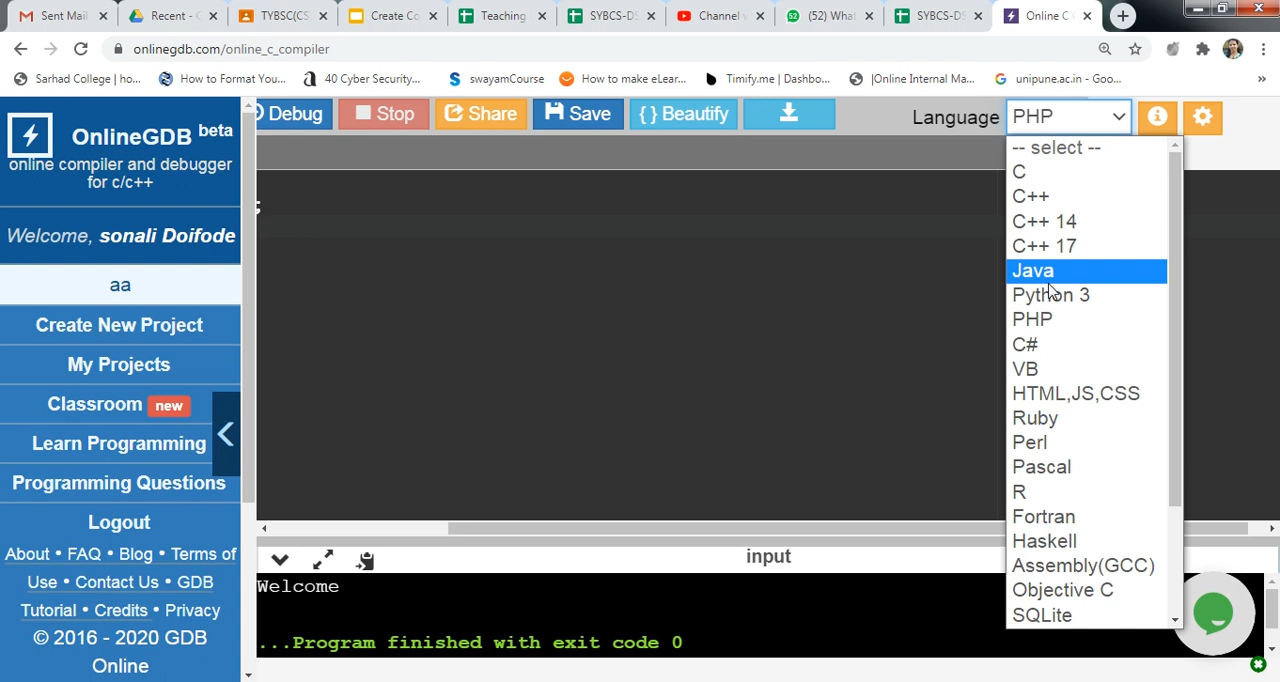 Sent Mail
Recent -
TYBSC(CS
Create Co
Teaching
SYBCS-DS
Channel
(52) What
SYBCS-DS
Online C
onlinegdb.com/online_c_compiler
Sarhad College | ho...
How to Format You...
40 Cyber Security...
swayamCourse
How to make eLear...
Timify.me | Dashbo...
|Online Internal Ma...
unipune.ac.in - Goo...
»
OnlineGDB beta
online compiler and debugger
for c/c++
Welcome, sonali Doifode
aa
Create New Project
My Projects
Classroom new
Learn Programming
Programming Questions
Logout
About • FAQ • Blog • Terms of
Use • Contact Us • GDB
Tutorial • Credits • Privacy
© 2016 - 2020 GDB
Online
Debug
Stop
Share
Save
{ } Beautify
Language
PHP
-- select --
C
C++
C++ 14
C++ 17
Java
Python 3
PHP
C#
VB
HTML,JS,CSS
Ruby
Perl
Pascal
R
Fortran
Haskell
Assembly(GCC)
Objective C
SQLite
;
input
Welcome
...Program finished with exit code 0